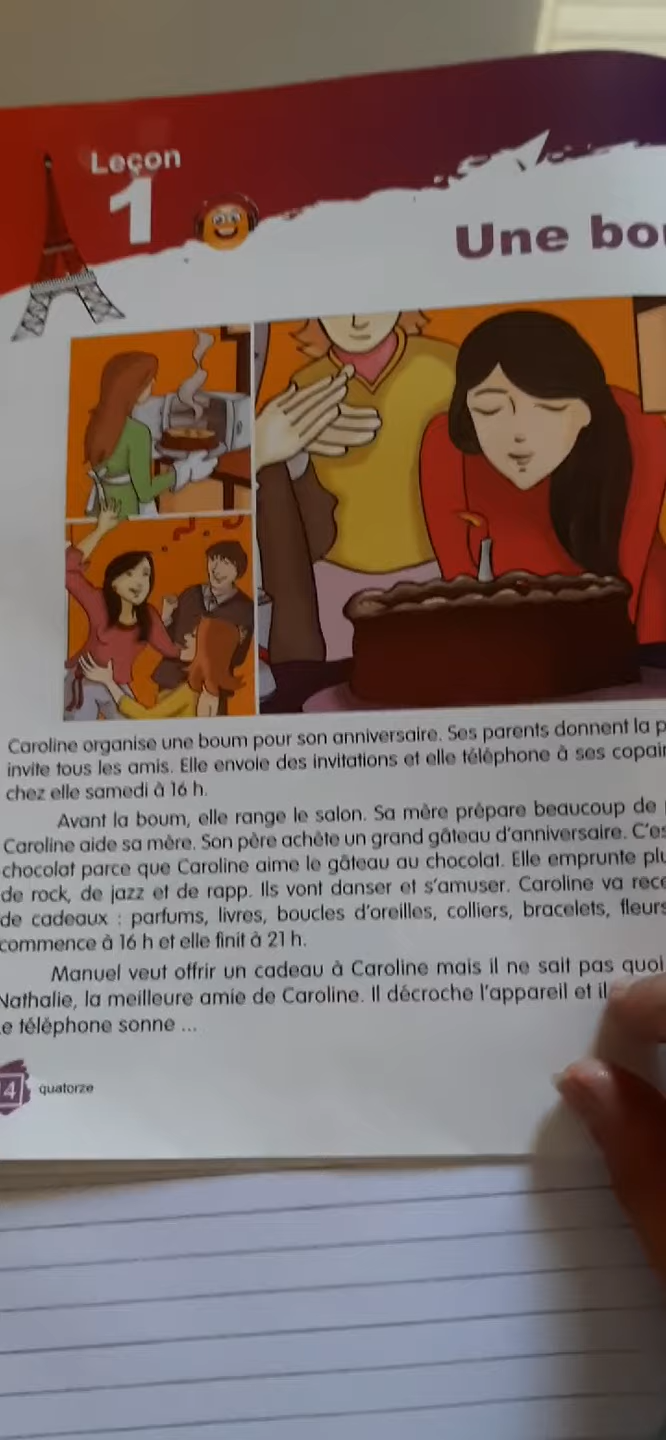 Leçon
1
Une
Caroline organise une boum pour son anniversaire. Ses parents donnent la
invite tous les amis. Elle envoie des invitations et elle téléphone à ses
chez elle samedi à 16 h.
Avant la boum, elle range le salon. Sa mère prépare beaucoup de
Caroline aide sa mère. Son père achète un grand gâteau d'anniversaire.
chocolat parce que Caroline aime le gâteau au chocolat. Elle emprunte
de rock, de jazz et de rapp. Ils vont danser et s'amuser. Caroline va
de cadeaux : parfums, livres, boucles d'oreilles, colliers, bracelets, fleurs
commence à 16 h et elle finit à 21 h.
Manuel veut offrir un cadeau à Caroline mais il ne sait pas quoi
Nathalie, la meilleure amie de Caroline. Il décroche l'appareil et il
e téléphone sonne ...
4 quatorze